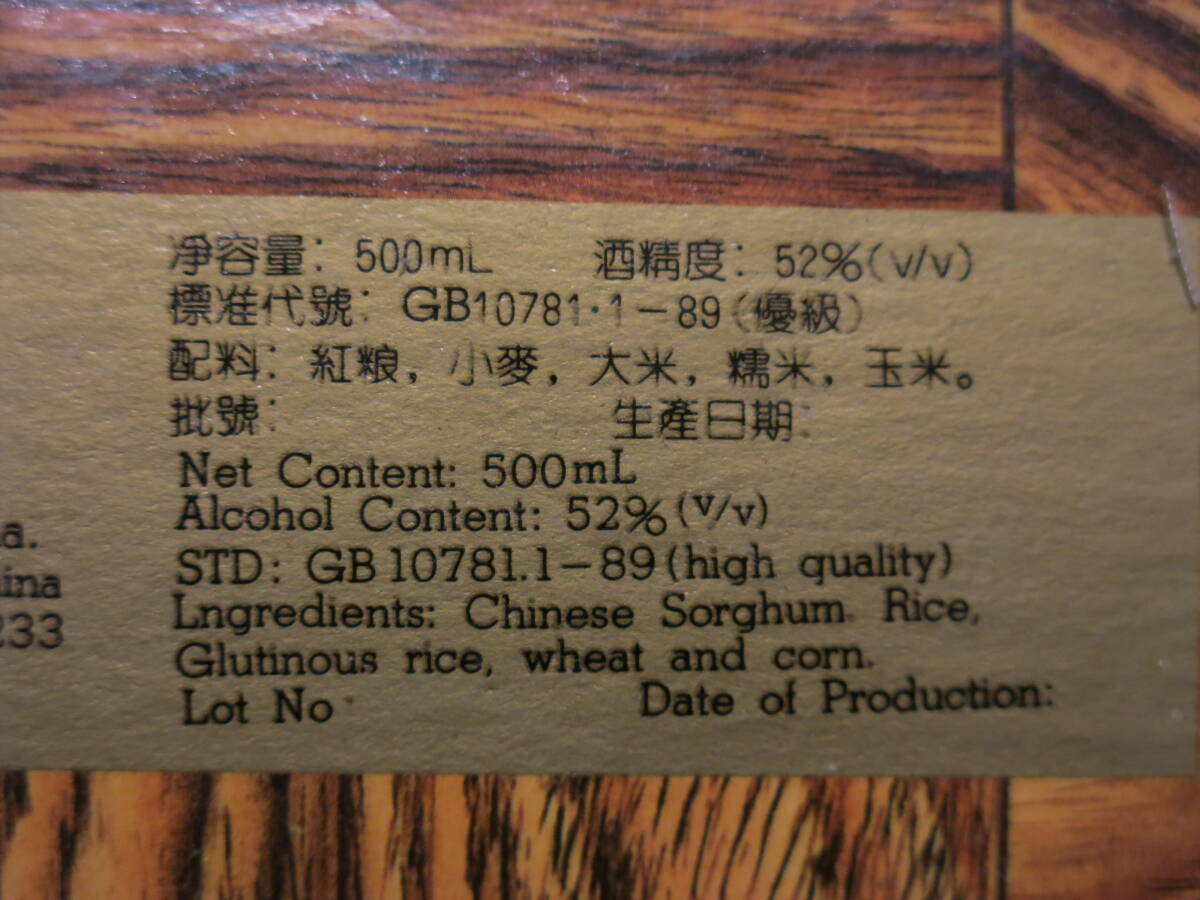 淨容量: 500mL 酒精度: 52%(v/v)
標准代號: GB10781·1-89(優級)
配料: 紅粮, 小麥, 大米, 糯米, 玉米。
批號: 生產日期:
Net Content: 500mL
Alcohol Content: 52%(v/v)
STD: GB10781.1-89(high quality)
Lngredients: Chinese Sorghum. Rice,
Glutinous rice, wheat and corn.
Lot No Date of Production:
a.
ina
233